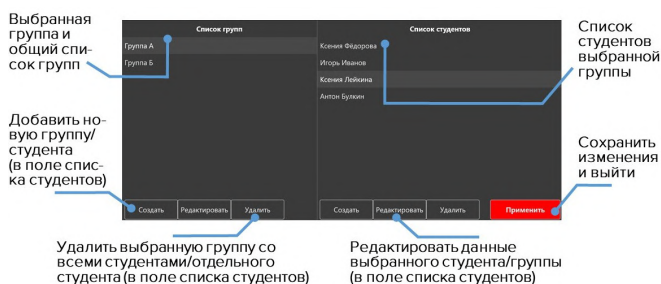 Выбранная
группа и
общий спи-
сок групп
Список групп
Группа А
Группа Б
Список студентов
Ксения Фёдорова
Игорь Иванов
Ксения Лейкина
Антон Булкин
Список
студентов
выбранной
группы
Добавить но-
вую группу/
студента
(в поле спис-
ка студентов)
Сохранить
изменения
и выйти
Создать Редактировать Удалить
Создать Редактировать Удалить Применить
Удалить выбранную группу со
всеми студентами/отдельного
студента (в поле списка студентов)
Редактировать данные
выбранного студента/группы
(в поле списка студентов)